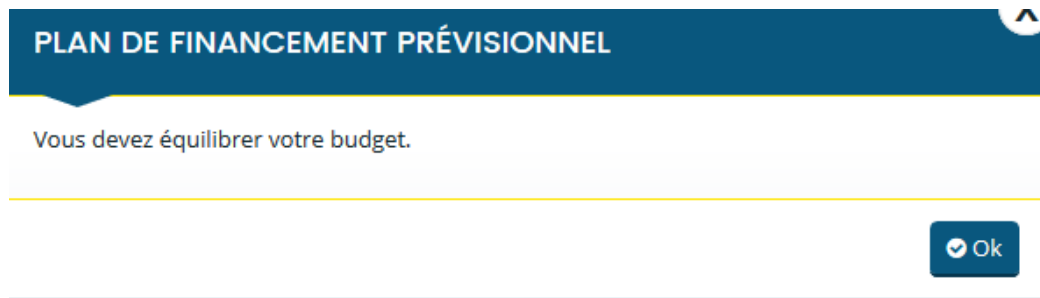 PLAN DE FINANCEMENT PRÉVISIONNEL
Vous devez équilibrer votre budget.
Ok